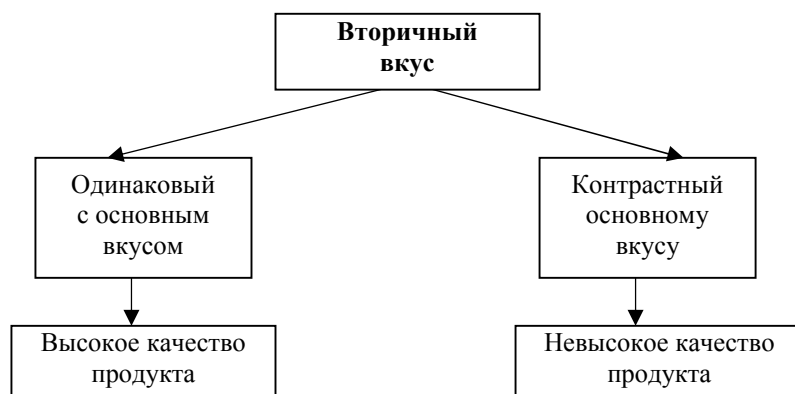 Вторичный
вкус
Одинаковый
с основным
вкусом
Контрастный
основному
вкусу
Высокое качество
продукта
Невысокое качество
продукта